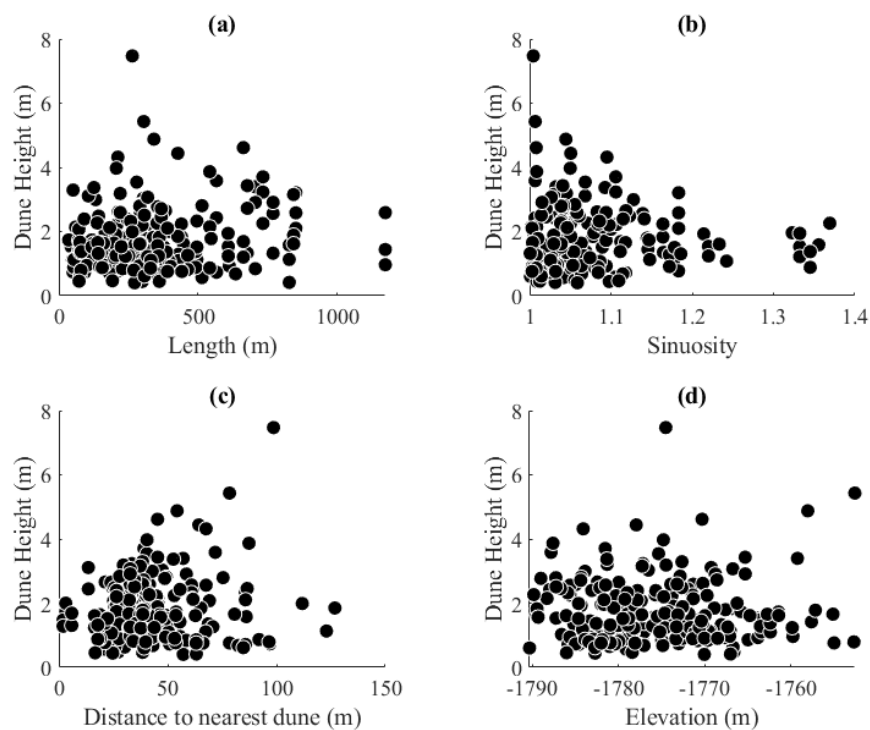 (a)
Dune Height (m)
8
6
4
2
0
0 500 1000
Length (m)
(b)
Dune Height (m)
8
6
4
2
0
1 1.1 1.2 1.3 1.4
Sinuosity
(c)
Dune Height (m)
8
6
4
2
0
0 50 100 150
Distance to nearest dune (m)
(d)
Dune Height (m)
8
6
4
2
0
-1790 -1780 -1770 -1760
Elevation (m)